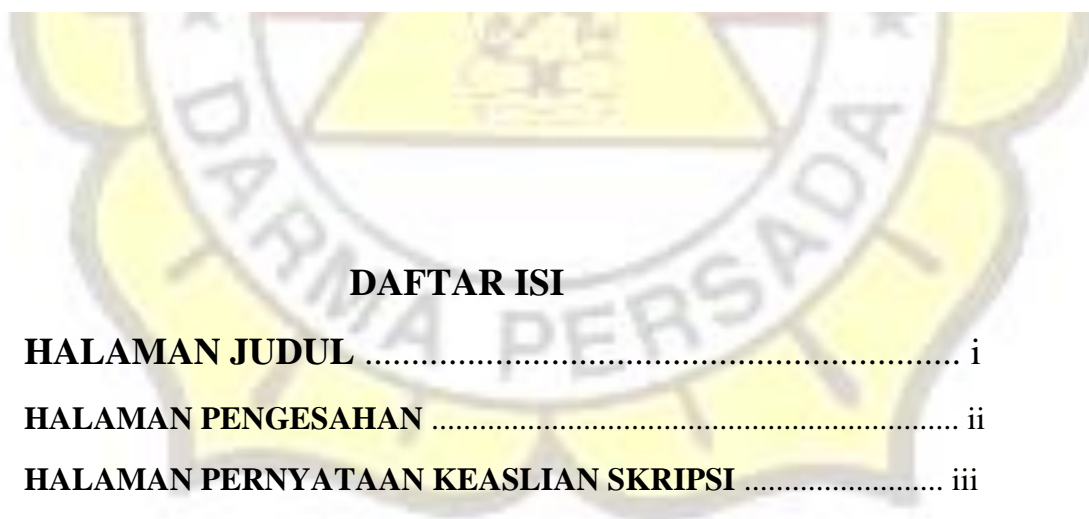 DARMA PERSADA
DAFTAR ISI
HALAMAN JUDUL ................................................................ i
HALAMAN PENGESAHAN ................................................................ ii
HALAMAN PERNYATAAN KEASLIAN SKRIPSI ........................ iii